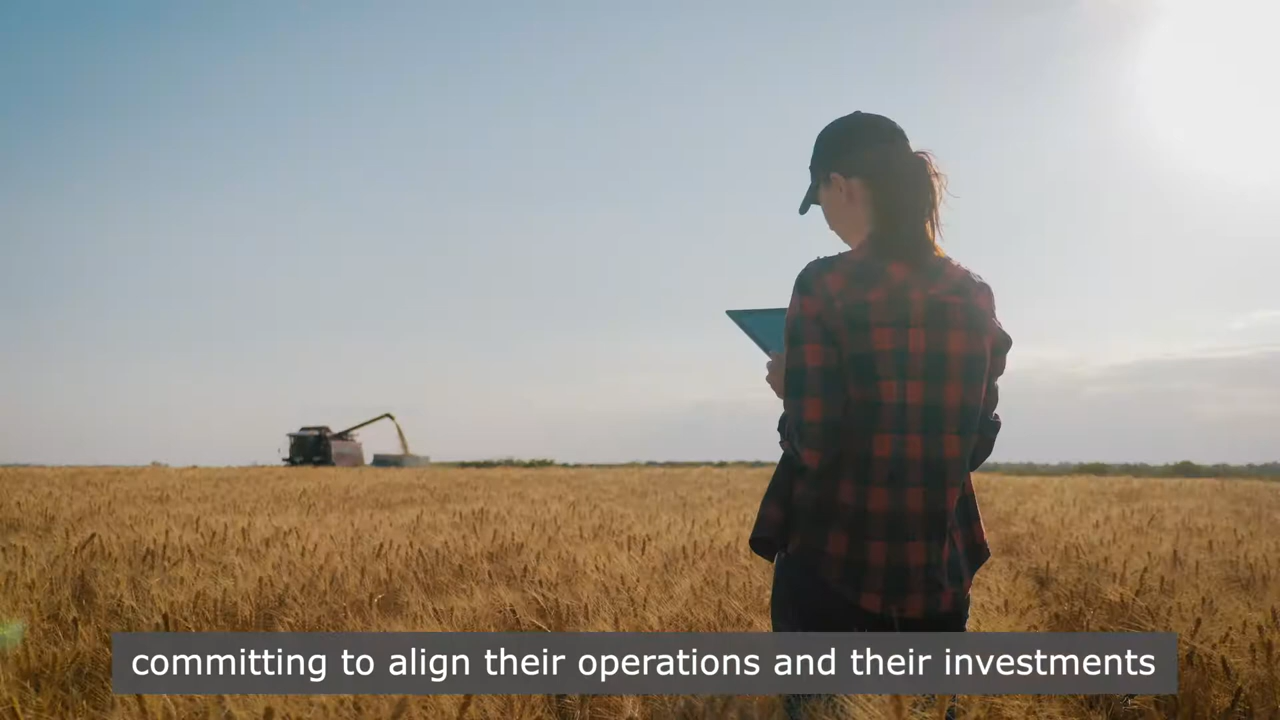 committing to align their operations and their investments